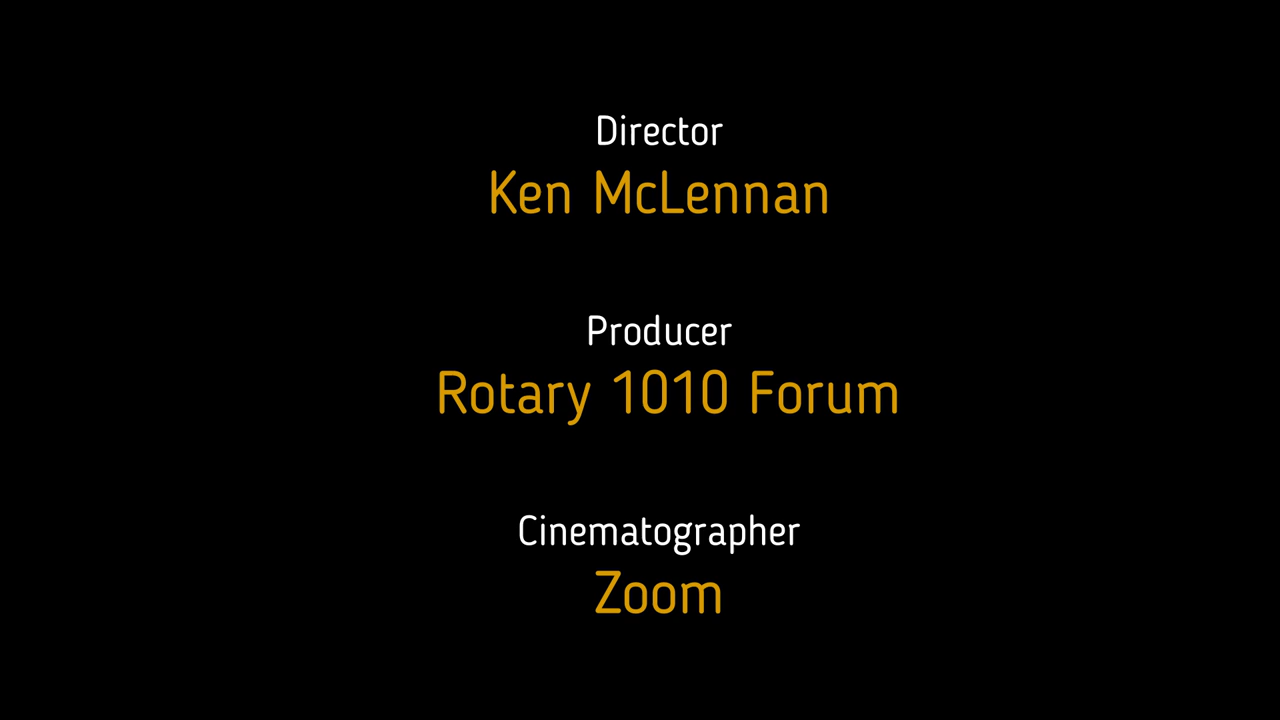 Director
Ken McLennan
Producer
Rotary 1010 Forum
Cinematographer
Zoom